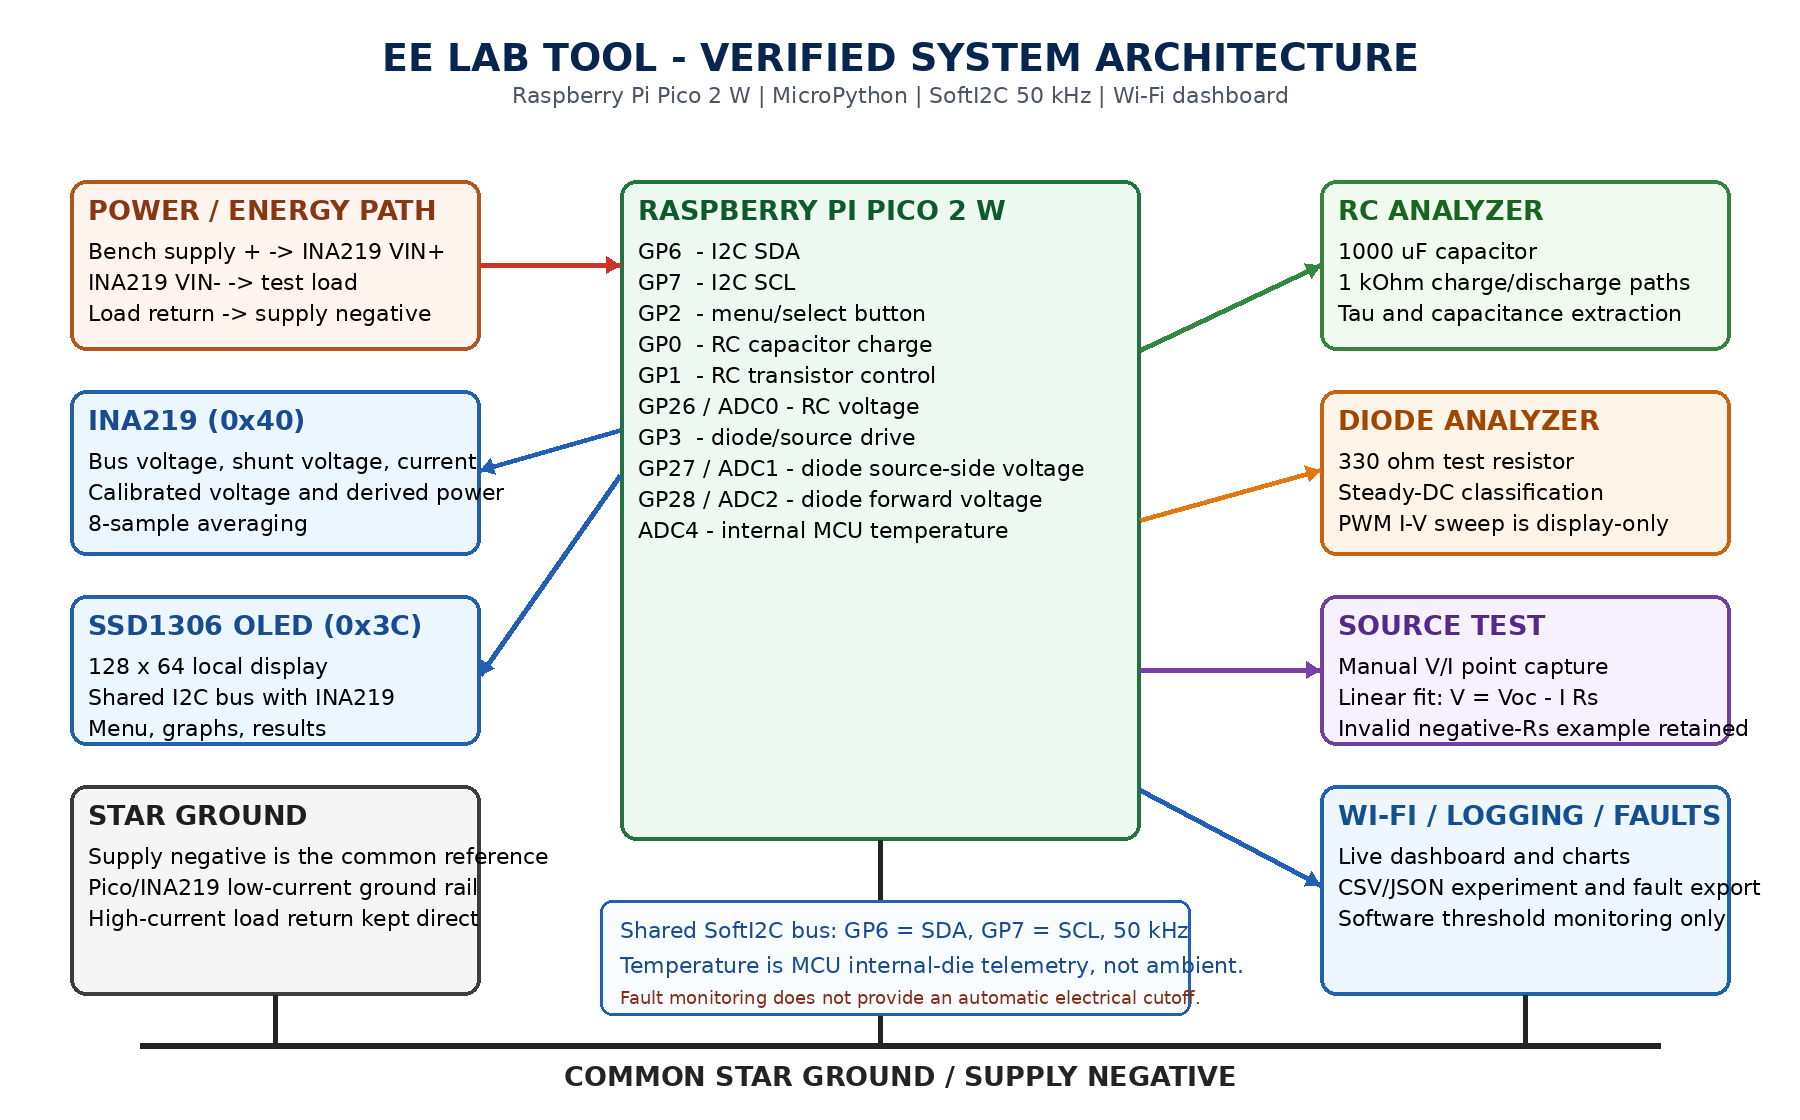 EE LAB TOOL - VERIFIED SYSTEM ARCHITECTURE
Raspberry Pi Pico 2 W | MicroPython | SoftI2C 50 kHz | Wi-Fi dashboard
POWER / ENERGY PATH
Bench supply + -> INA219 VIN+
INA219 VIN- -> test load
Load return -> supply negative
INA219 (0x40)
Bus voltage, shunt voltage, current
Calibrated voltage and derived power
8-sample averaging
SSD1306 OLED (0x3C)
128 x 64 local display
Shared I2C bus with INA219
Menu, graphs, results
STAR GROUND
Supply negative is the common reference
Pico/INA219 low-current ground rail
High-current load return kept direct
RASPBERRY PI PICO 2 W
GP6 - I2C SDA
GP7 - I2C SCL
GP2 - menu/select button
GP0 - RC capacitor charge
GP1 - RC transistor control
GP26 / ADC0 - RC voltage
GP3 - diode/source drive
GP27 / ADC1 - diode source-side voltage
GP28 / ADC2 - diode forward voltage
ADC4 - internal MCU temperature
Shared SoftI2C bus: GP6 = SDA, GP7 = SCL, 50 kHz
Temperature is MCU internal-die telemetry, not ambient.
Fault monitoring does not provide an automatic electrical cutoff.
RC ANALYZER
1000 uF capacitor
1 kOhm charge/discharge paths
Tau and capacitance extraction
DIODE ANALYZER
330 ohm test resistor
Steady-DC classification
PWM I-V sweep is display-only
SOURCE TEST
Manual V/I point capture
Linear fit: V = Voc - I Rs
Invalid negative-Rs example retained
WI-FI / LOGGING / FAULTS
Live dashboard and charts
CSV/JSON experiment and fault export
Software threshold monitoring only
COMMON STAR GROUND / SUPPLY NEGATIVE